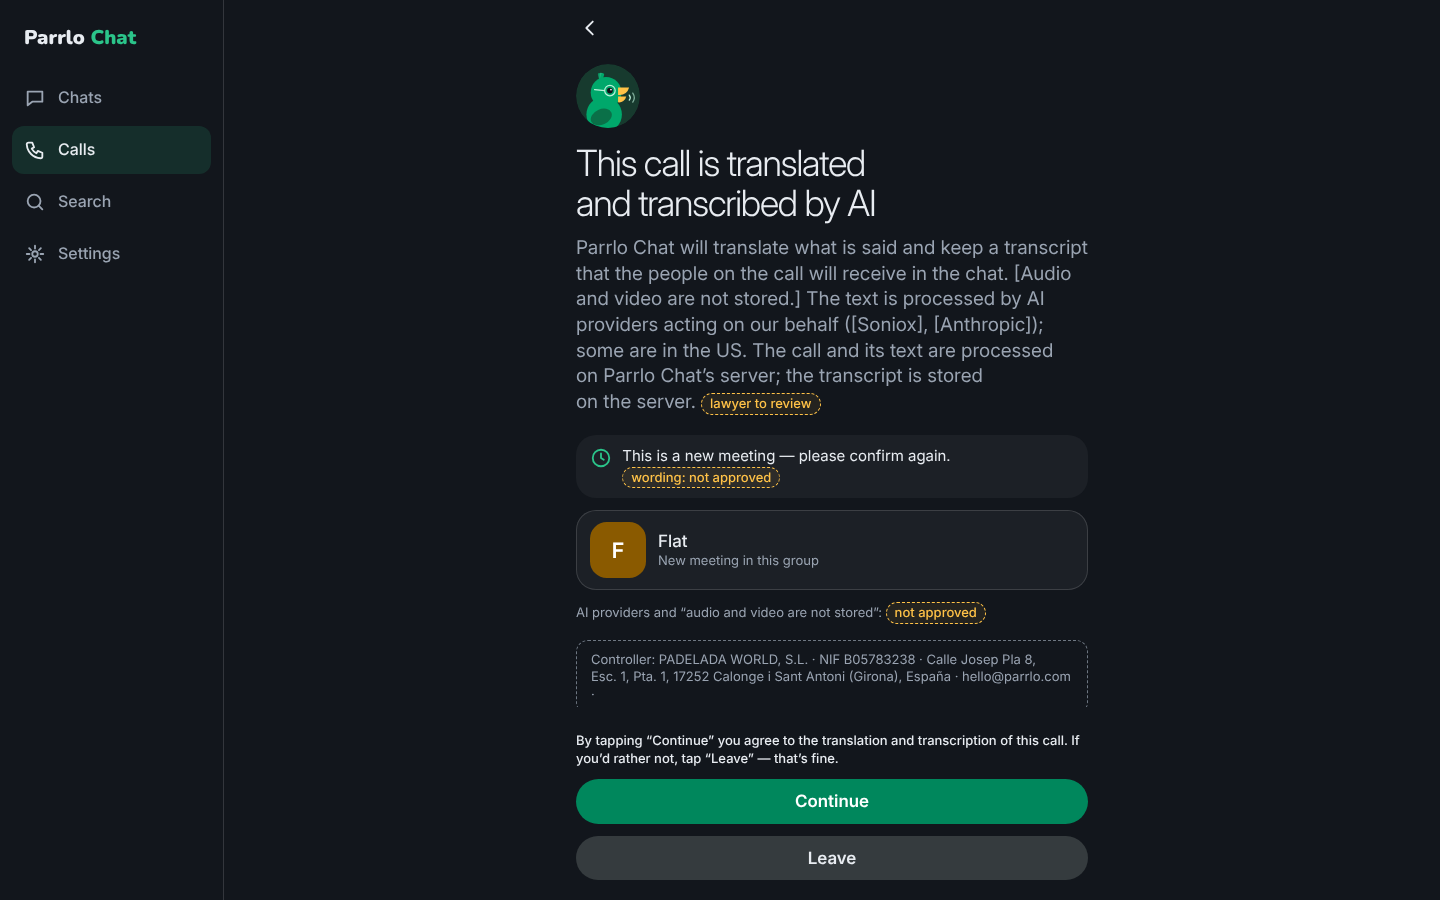 Parrlo Chat
Chats
Calls
Search
Settings
This call is translated
and transcribed by AI
Parrlo Chat will translate what is said and keep a transcript
that the people on the call will receive in the chat. [Audio
and video are not stored.] The text is processed by AI
providers acting on our behalf ([Soniox], [Anthropic]);
some are in the US. The call and its text are processed
on Parrlo Chat’s server; the transcript is stored
on the server. lawyer to review
This is a new meeting — please confirm again.
wording: not approved
F
Flat
New meeting in this group
AI providers and “audio and video are not stored”: not approved
Controller: PADELADA WORLD, S.L. · NIF B05783238 · Calle Josep Pla 8,
Esc. 1, Pta. 1, 17252 Calonge i Sant Antoni (Girona), España · hello@parrlo.com
·
By tapping “Continue” you agree to the translation and transcription of this call. If
you’d rather not, tap “Leave” — that’s fine.
Continue
Leave